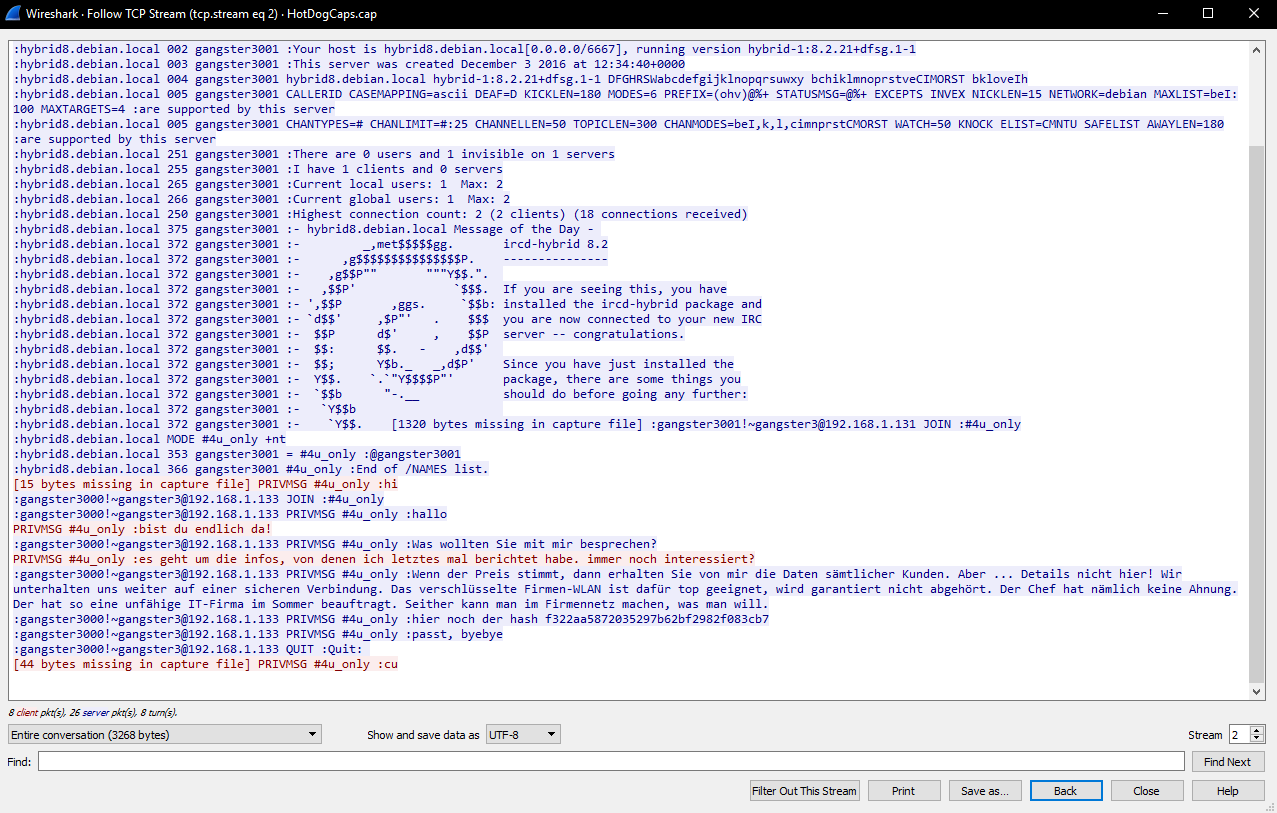 Wireshark · Follow TCP Stream (tcp.stream eq 2) · HotDogCaps.cap
:hybrid8.debian.local 002 gangster3001 :Your host is hybrid8.debian.local[0.0.0.0/6667], running version hybrid-1:8.2.21+dfsg.1-1
:hybrid8.debian.local 003 gangster3001 :This server was created December 3 2016 at 12:34:40+0000
:hybrid8.debian.local 004 gangster3001 hybrid8.debian.local hybrid-1:8.2.21+dfsg.1-1 DFGHRSWabcdefgijklnopqrsuwxy bchiklmnoprstveCIMORST bkloveIh
:hybrid8.debian.local 005 gangster3001 CALLERID CASEMAPPING=ascii DEAF=D KICKLEN=180 MODES=6 PREFIX=(ohv)@%+ STATUSMSG=@%+ EXCEPTS INVEX NICKLEN=15 NETWORK=debian MAXLIST=beI:
100 MAXTARGETS=4 :are supported by this server
:hybrid8.debian.local 005 gangster3001 CHANTYPES=# CHANLIMIT=#:25 CHANNELLEN=50 TOPICLEN=300 CHANMODES=beI,k,l,cimnprstCMORST WATCH=50 KNOCK ELIST=CMNTU SAFELIST AWAYLEN=180
:are supported by this server
:hybrid8.debian.local 251 gangster3001 :There are 0 users and 1 invisible on 1 servers
:hybrid8.debian.local 255 gangster3001 :I have 1 clients and 0 servers
:hybrid8.debian.local 265 gangster3001 :Current local users: 1  Max: 2
:hybrid8.debian.local 266 gangster3001 :Current global users: 1  Max: 2
:hybrid8.debian.local 250 gangster3001 :Highest connection count: 2 (2 clients) (18 connections received)
:hybrid8.debian.local 375 gangster3001 :- hybrid8.debian.local Message of the Day -
:hybrid8.debian.local 372 gangster3001 :-         _,met$$$$$gg.       ircd-hybrid 8.2
:hybrid8.debian.local 372 gangster3001 :-      ,g$$$$$$$$$$$$$$$P.    ---------------
:hybrid8.debian.local 372 gangster3001 :-    ,g$$P""       """Y$$.".
:hybrid8.debian.local 372 gangster3001 :-   ,$$P'              `$$$.  If you are seeing this, you have
:hybrid8.debian.local 372 gangster3001 :- ',$$P       ,ggs.     `$$b: installed the ircd-hybrid package and
:hybrid8.debian.local 372 gangster3001 :- `d$$'     ,$P"'   .    $$$  you are now connected to your new IRC
:hybrid8.debian.local 372 gangster3001 :-  $$P      d$'     ,    $$P  server -- congratulations.
:hybrid8.debian.local 372 gangster3001 :-  $$:      $$.   -    ,d$$'
:hybrid8.debian.local 372 gangster3001 :-  $$;      Y$b._   _,d$P'    Since you have just installed the
:hybrid8.debian.local 372 gangster3001 :-  Y$$.    `.`"Y$$$$P"'       package, there are some things you
:hybrid8.debian.local 372 gangster3001 :-  `$$b      "-.__            should do before going any further:
:hybrid8.debian.local 372 gangster3001 :-   `Y$$b
:hybrid8.debian.local 372 gangster3001 :-    `Y$$.    [1320 bytes missing in capture file] :gangster3001!~gangster3@192.168.1.131 JOIN :#4u_only
:hybrid8.debian.local MODE #4u_only +nt
:hybrid8.debian.local 353 gangster3001 = #4u_only :@gangster3001
:hybrid8.debian.local 366 gangster3001 #4u_only :End of /NAMES list.
[15 bytes missing in capture file] PRIVMSG #4u_only :hi
:gangster3000!~gangster3@192.168.1.133 JOIN :#4u_only
:gangster3000!~gangster3@192.168.1.133 PRIVMSG #4u_only :hallo
PRIVMSG #4u_only :bist du endlich da!
:gangster3000!~gangster3@192.168.1.133 PRIVMSG #4u_only :Was wollten Sie mit mir besprechen?
PRIVMSG #4u_only :es geht um die infos, von denen ich letztes mal berichtet habe. immer noch interessiert?
:gangster3000!~gangster3@192.168.1.133 PRIVMSG #4u_only :Wenn der Preis stimmt, dann erhalten Sie von mir die Daten sämtlicher Kunden. Aber ... Details nicht hier! Wir
unterhalten uns weiter auf einer sicheren Verbindung. Das verschlüsselte Firmen-WLAN ist dafür top geeignet, wird garantiert nicht abgehört. Der Chef hat nämlich keine Ahnung.
Der hat so eine unfähige IT-Firma im Sommer beauftragt. Seither kann man im Firmennetz machen, was man will.
:gangster3000!~gangster3@192.168.1.133 PRIVMSG #4u_only :hier noch der hash f322aa5872035297b62bf2982f083cb7
:gangster3000!~gangster3@192.168.1.133 PRIVMSG #4u_only :passt, byebye
:gangster3000!~gangster3@192.168.1.133 QUIT :Quit:
[44 bytes missing in capture file] PRIVMSG #4u_only :cu
8 client pkt(s), 26 server pkt(s), 8 turn(s).
Entire conversation (3268 bytes) Show and save data as UTF-8 Stream 2
Find: Find Next
Filter Out This Stream Print Save as... Back Close Help